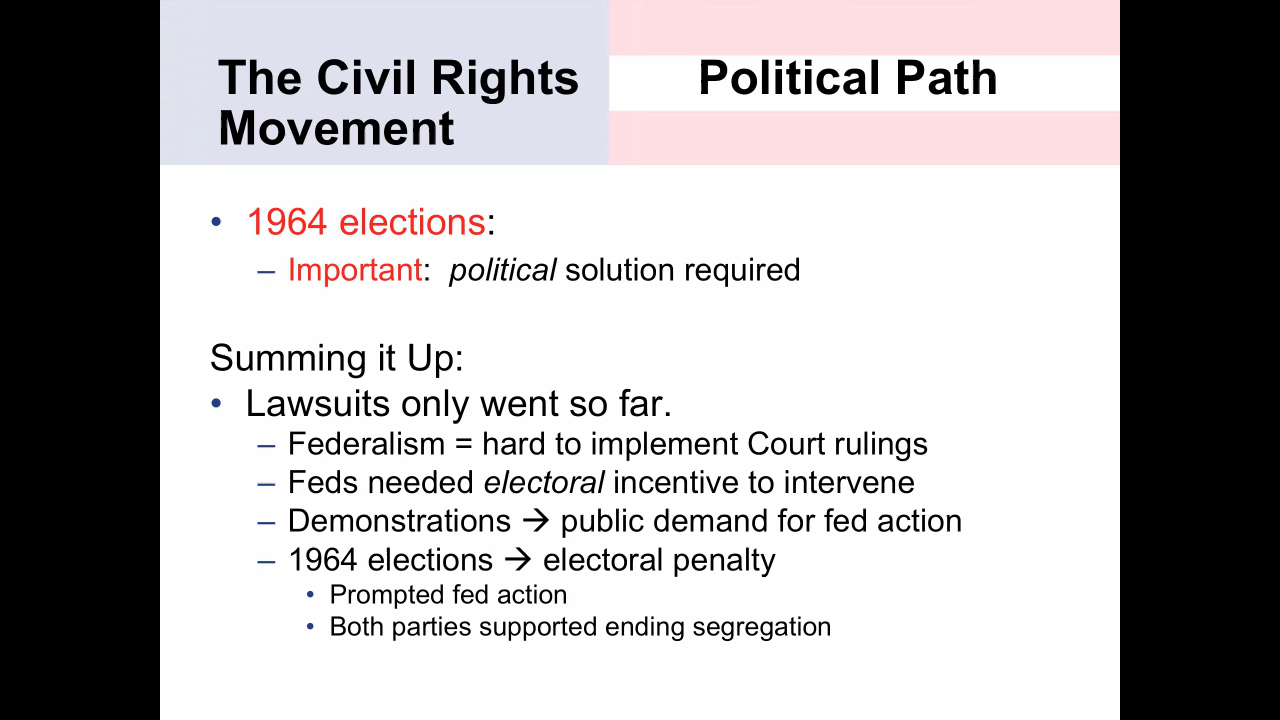 The Civil Rights
Movement
Political Path
• 1964 elections:
– Important: political solution required
Summing it Up:
• Lawsuits only went so far.
– Federalism = hard to implement Court rulings
– Feds needed electoral incentive to intervene
– Demonstrations → public demand for fed action
– 1964 elections → electoral penalty
• Prompted fed action
• Both parties supported ending segregation